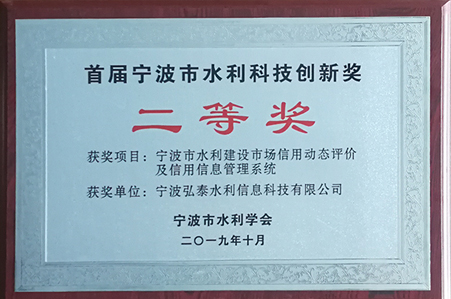 首届宁波市水利科技创新奖
二等奖
获奖项目：宁波市水利建设市场信用动态评价
及信用信息管理系统
获奖单位：宁波弘泰水利信息科技有限公司
宁波市水利学会
二〇一九年十月